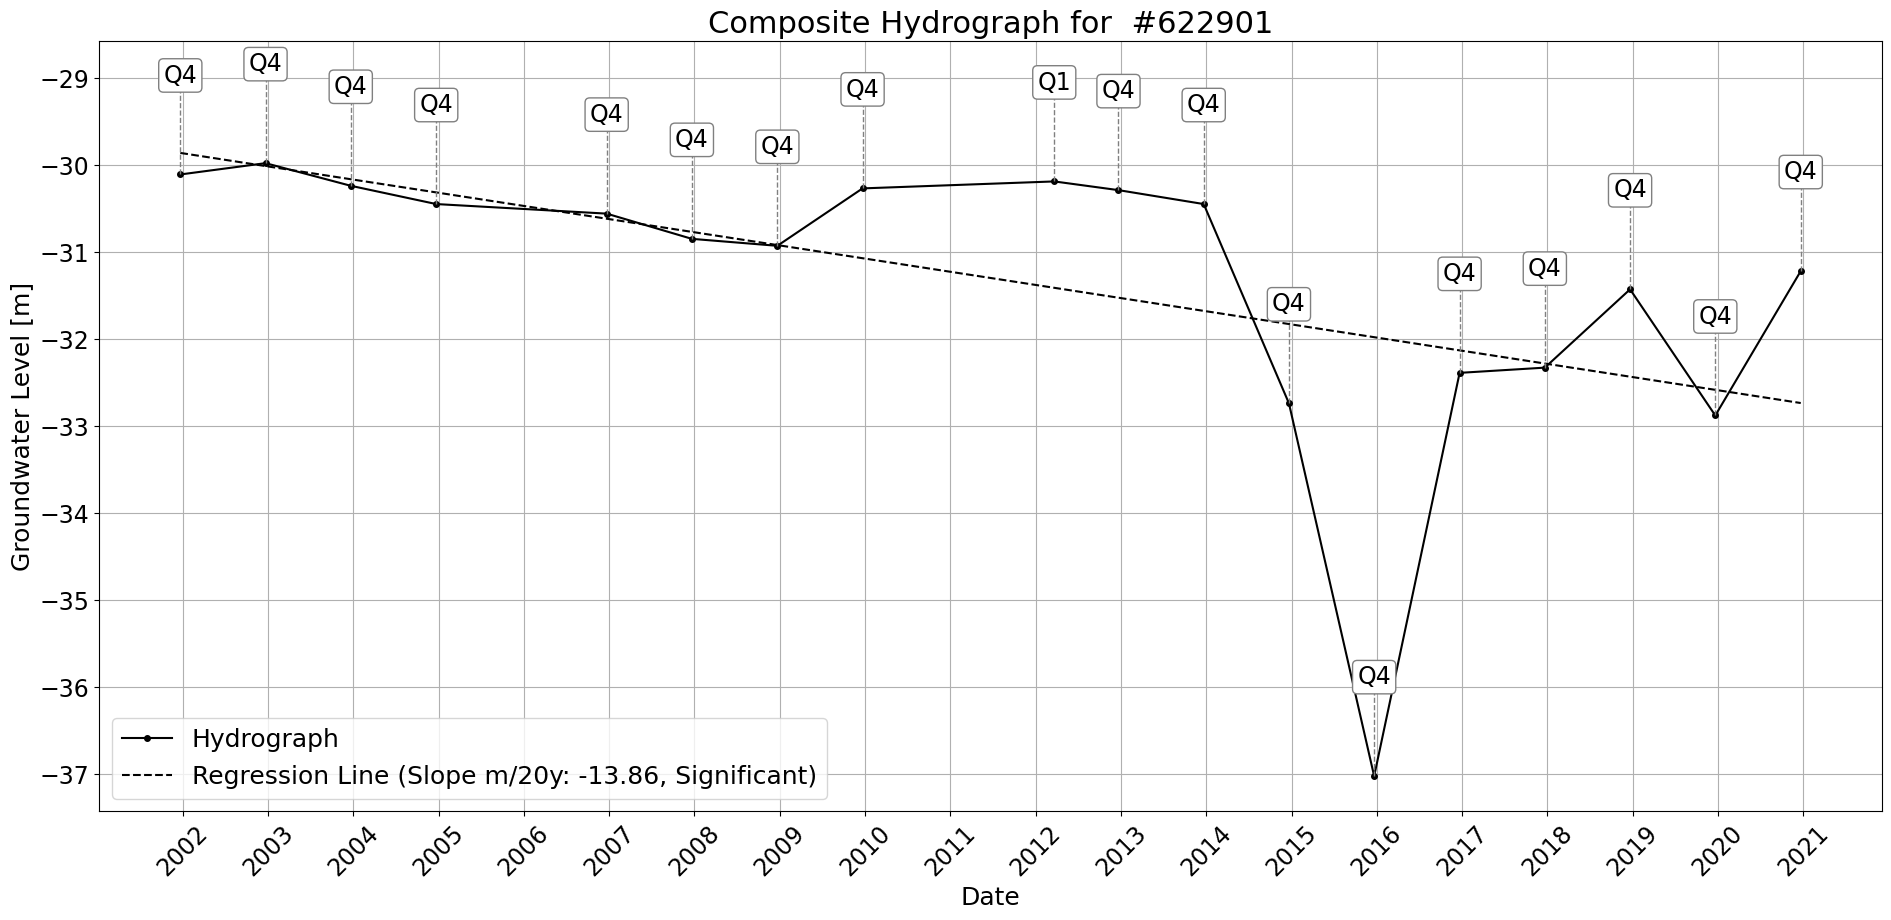 Composite Hydrograph for  #622901
Q4
Q4
Q4
Q4
Q4
Q4
Q4
Q4
Q1
Q4
Q4
Q4
Q4
Q4
Q4
Q4
Q4
Q4
−29
−30
−31
−32
−33
−34
−35
−36
−37
Groundwater Level [m]
Hydrograph
Regression Line (Slope m/20y: -13.86, Significant)
2002
2003
2004
2005
2006
2007
2008
2009
2010
2011
2012
2013
2014
2015
2016
2017
2018
2019
2020
2021
Date